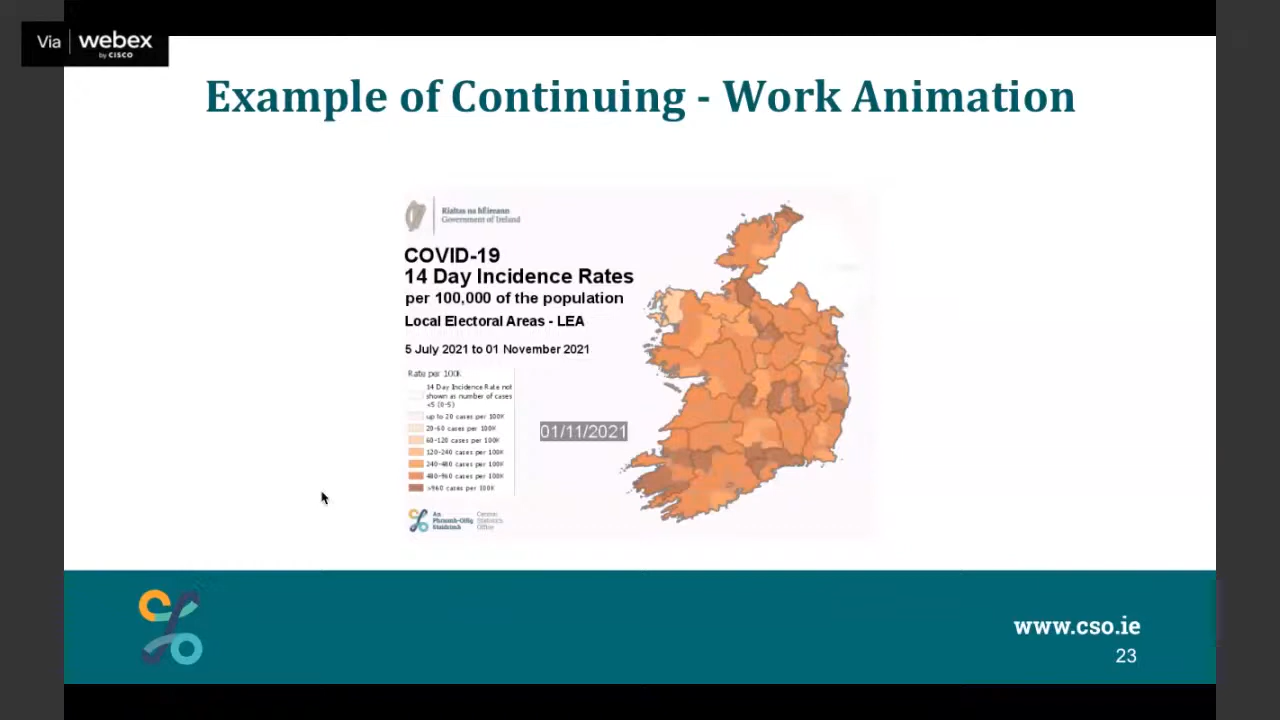 Via webex
by CISCO
Example of Continuing - Work Animation
Rialtas na hÉireann
Government of Ireland
COVID-19
14 Day Incidence Rates
per 100,000 of the population
Local Electoral Areas - LEA
5 July 2021 to 01 November 2021
Rate per 100K
14 Day Incidence Rate not
shown as number of cases
<5 (0-5)
up to 20 cases per 100K
20-60 cases per 100K
60-120 cases per 100K
120-240 cases per 100K
240-480 cases per 100K
480-960 cases per 100K
>960 cases per 100K
01/11/2021
An
Phríomh-Oifig
Staidrimh
Central
Statistics
Office
www.cso.ie
23